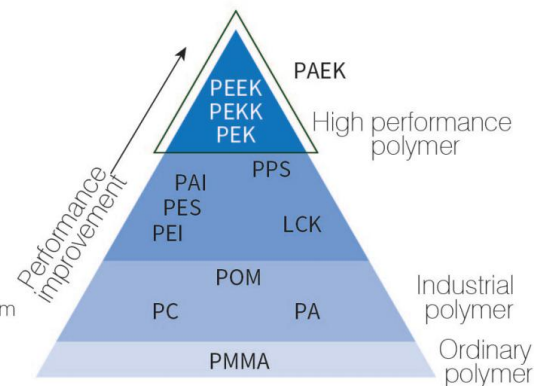 PAEK
PEEK
PEKK
PEK
High performance
polymer
Performance
improvement
PPS
PAI
PES
PEI
LCK
POM
PC
PA
Industrial
polymer
m
PMMA
Ordinary
polymer